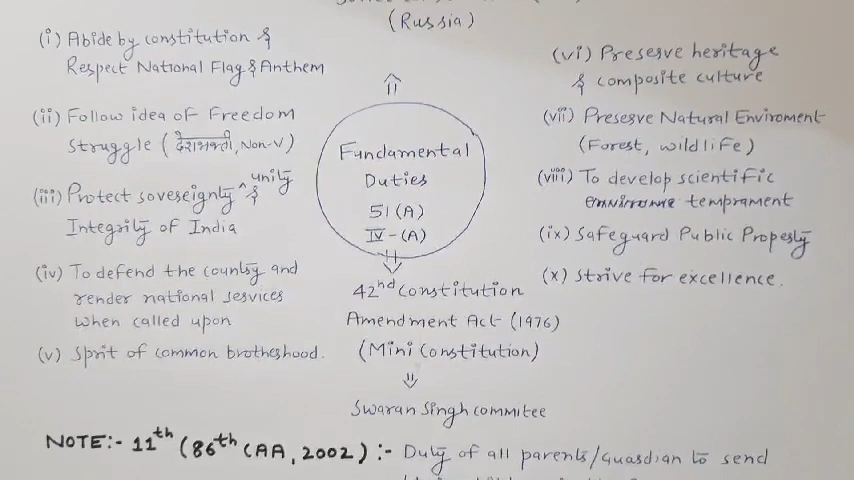 (Russia)
(i) Abide by constitution &
Respect National Flag & Anthem
(ii) Follow idea of Freedom
Struggle (देशभक्ती, Non-V)
(iii) Protect sovereignty ^ unity &
Integrity of India
(iv) To defend the country and
render national services
when called upon
(v) Sprit of common brotherhood.
Fundamental
Duties
51(A)
IV-(A)
42nd Constitution
Amendment Act (1976)
(Mini Constitution)
Swaran Singh commitee
(vi) Preserve heritage
& composite culture
(vii) Preserve Natural Enviroment
(Forest, wildlife)
(viii) To develop scientific
temprament
(ix) Safeguard Public Property
(x) Strive for excellence.
NOTE:- 11th (86th CAA, 2002) :- Duty of all parents/guardian to send